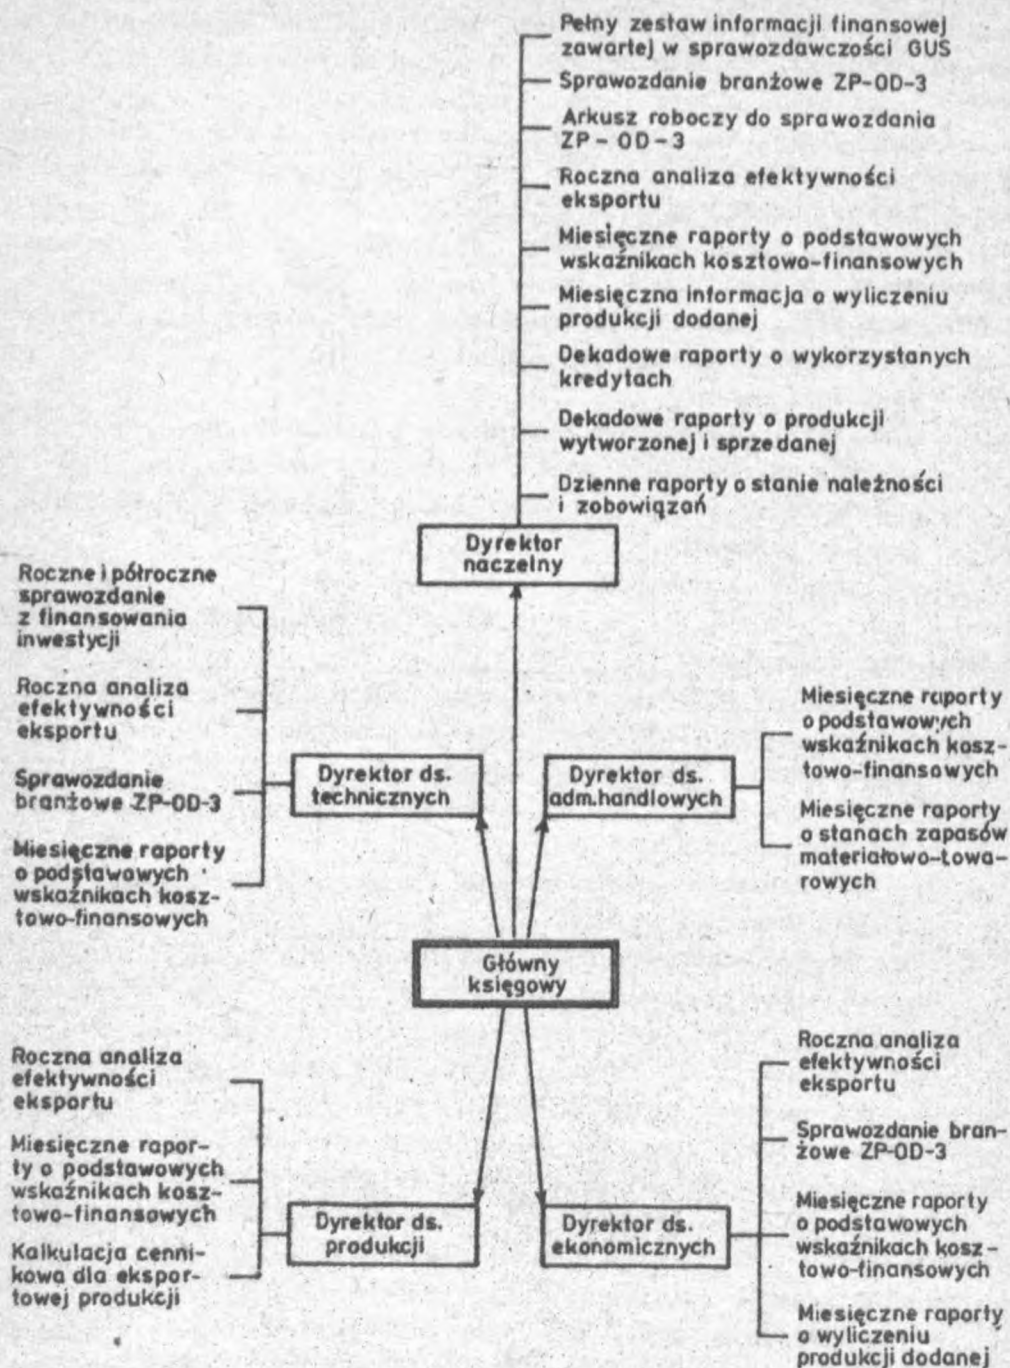 Pełny zestaw informacji finansowej
zawartej w sprawozdawczości GUS
Sprawozdanie branżowe ZP-OD-3
Arkusz roboczy do sprawozdania
ZP - OD - 3
Roczna analiza efektywności
eksportu
Miesięczne raporty o podstawowych
wskaźnikach kosztowo-finansowych
Miesięczna informacja o wyliczeniu
produkcji dodanej
Dekadowe raporty o wykorzystanych
kredytach
Dekadowe raporty o produkcji
wytworzonej i sprzedanej
Dzienne raporty o stanie należności
i zobowiązań
Dyrektor
naczelny
Roczne i półroczne
sprawozdanie
z finansowania
inwestycji
Roczna analiza
efektywności
eksportu
Sprawozdanie
branżowe ZP-OD-3
Miesięczne raporty
o podstawowych
wskaźnikach kosz-
towo-finansowych
Dyrektor ds.
technicznych
Dyrektor ds.
adm.handlowych
Miesięczne raporty
o podstawowych
wskaźnikach kosz-
towo-finansowych
Miesięczne raporty
o stanach zapasów
materiałowo-towa-
rowych
Główny
księgowy
Roczna analiza
efektywności
eksportu
Miesięczne rapor-
ty o podstawowych
wskaźnikach kosz-
towo-finansowych
Kalkulacja cenni-
kowa dla ekspor-
towej produkcji
Dyrektor ds.
produkcji
Dyrektor ds.
ekonomicznych
Roczna analiza
efektywności
eksportu
Sprawozdanie bran-
żowe ZP-OD-3
Miesięczne raporty
o podstawowych
wskaźnikach kosz-
towo-finansowych
Miesięczne raporty
o wyliczeniu
produkcji dodanej